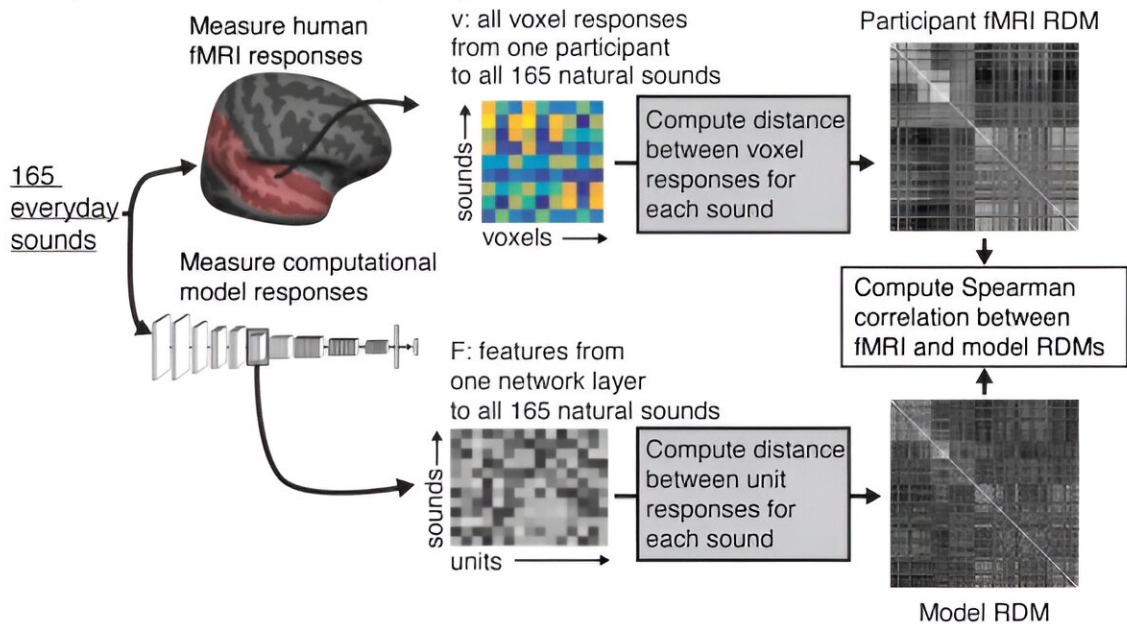 Measure human
fMRI responses
v: all voxel responses
from one participant
to all 165 natural sounds
Participant fMRI RDM
sounds
voxels
Compute distance
between voxel
responses for
each sound
165
everyday
sounds
Measure computational
model responses
Compute Spearman
correlation between
fMRI and model RDMs
F: features from
one network layer
to all 165 natural sounds
sounds
units
Compute distance
between unit
responses for
each sound
Model RDM